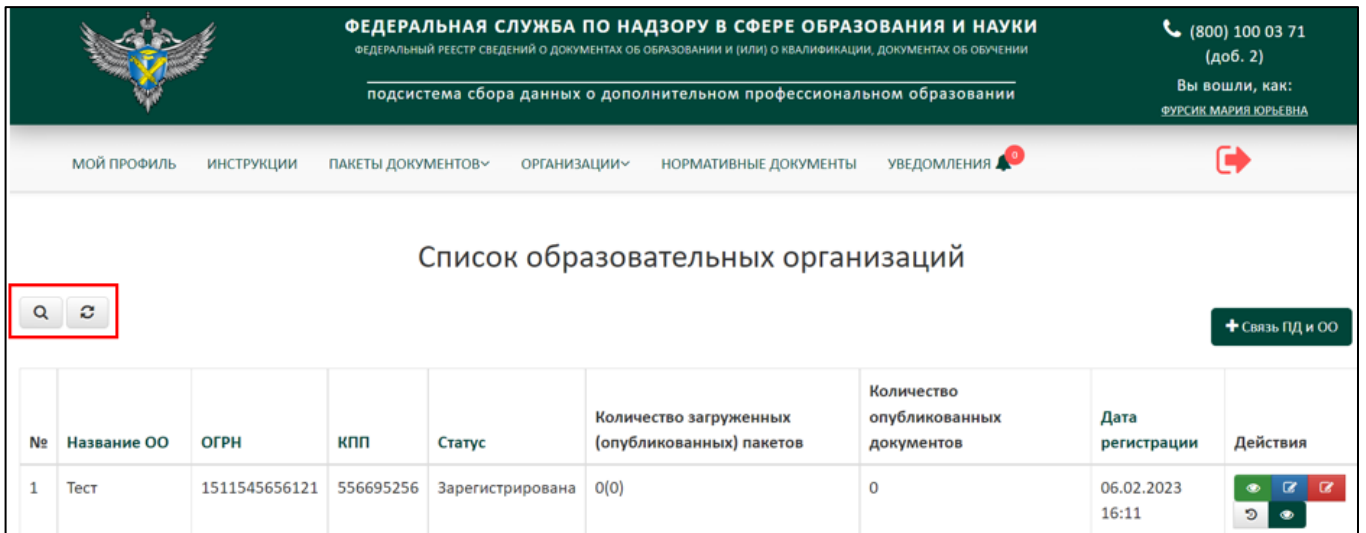 ФЕДЕРАЛЬНАЯ СЛУЖБА ПО НАДЗОРУ В СФЕРЕ ОБРАЗОВАНИЯ И НАУКИ
ФЕДЕРАЛЬНЫЙ РЕЕСТР СВЕДЕНИЙ О ДОКУМЕНТАХ ОБ ОБРАЗОВАНИИ И (ИЛИ) О КВАЛИФИКАЦИИ, ДОКУМЕНТАХ ОБ ОБУЧЕНИИ
подсистема сбора данных о дополнительном профессиональном образовании
(800) 100 03 71
(доб. 2)
Вы вошли, как:
ФУРСИК МАРИЯ ЮРЬЕВНА
МОЙ ПРОФИЛЬ ИНСТРУКЦИИ ПАКЕТЫ ДОКУМЕНТОВ ОРГАНИЗАЦИИ НОРМАТИВНЫЕ ДОКУМЕНТЫ УВЕДОМЛЕНИЯ 0
Список образовательных организаций
+ Связь ПД и ОО
№ Название ОО ОГРН КПП Статус Количество загруженных (опубликованных) пакетов Количество опубликованных документов Дата регистрации Действия
1 Тест 1511545656121 556695256 Зарегистрирована 0(0) 0 06.02.2023 16:11